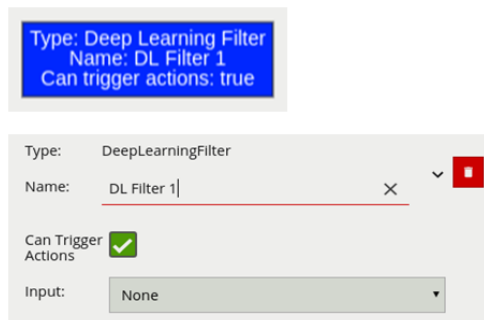 Type: Deep Learning Filter
Name: DL Filter 1
Can trigger actions: true
Type: DeepLearningFilter
Name: DL Filter 1
Can Trigger
Actions
Input: None